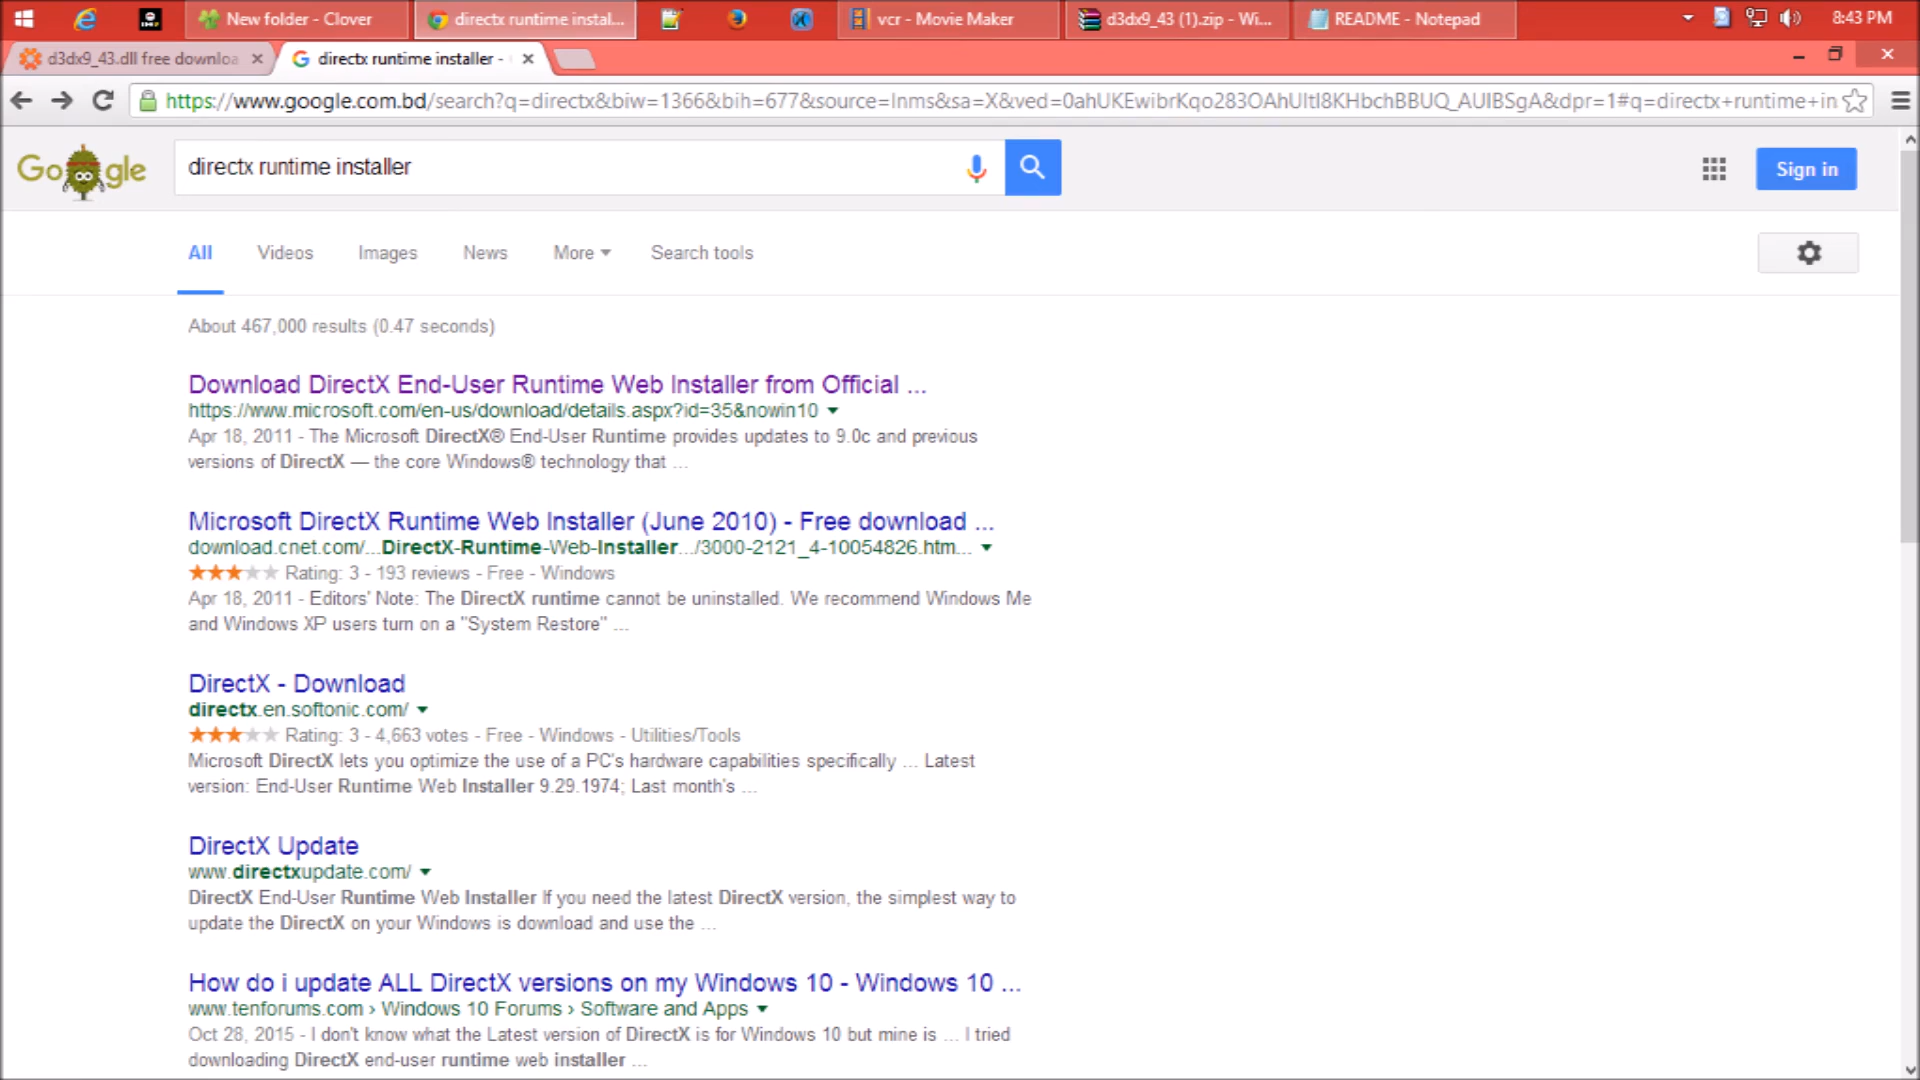 New folder - Clover
directx runtime instal...
vcr - Movie Maker
d3dx9_43 (1).zip - Wi...
README - Notepad
8:43 PM
d3dx9_43.dll free downloa
directx runtime installer -
https://www.google.com.bd/search?q=directx&biw=1366&bih=677&source=lnms&sa=X&ved=0ahUKEwibrKqo283OAhUItI8KHbchBBUQ_AUIBSgA&dpr=1#q=directx+runtime+in
Google
directx runtime installer
Sign in
All
Videos
Images
News
More
Search tools
About 467,000 results (0.47 seconds)
Download DirectX End-User Runtime Web Installer from Official ...
https://www.microsoft.com/en-us/download/details.aspx?id=35&nowin10
Apr 18, 2011 - The Microsoft DirectX® End-User Runtime provides updates to 9.0c and previous
versions of DirectX — the core Windows® technology that ...
Microsoft DirectX Runtime Web Installer (June 2010) - Free download ...
download.cnet.com/...DirectX-Runtime-Web-Installer.../3000-2121_4-10054826.htm...
Rating: 3 - 193 reviews - Free - Windows
Apr 18, 2011 - Editors' Note: The DirectX runtime cannot be uninstalled. We recommend Windows Me
and Windows XP users turn on a "System Restore" ...
DirectX - Download
directx.en.softonic.com/
Rating: 3 - 4,663 votes - Free - Windows - Utilities/Tools
Microsoft DirectX lets you optimize the use of a PC's hardware capabilities specifically ... Latest
version: End-User Runtime Web Installer 9.29.1974; Last month's ...
DirectX Update
www.directxupdate.com/
DirectX End-User Runtime Web Installer If you need the latest DirectX version, the simplest way to
update the DirectX on your Windows is download and use the ...
How do i update ALL DirectX versions on my Windows 10 - Windows 10 ...
www.tenforums.com › Windows 10 Forums › Software and Apps
Oct 28, 2015 - I don't know what the Latest version of DirectX is for Windows 10 but mine is ... I tried
downloading DirectX end-user runtime web installer ...